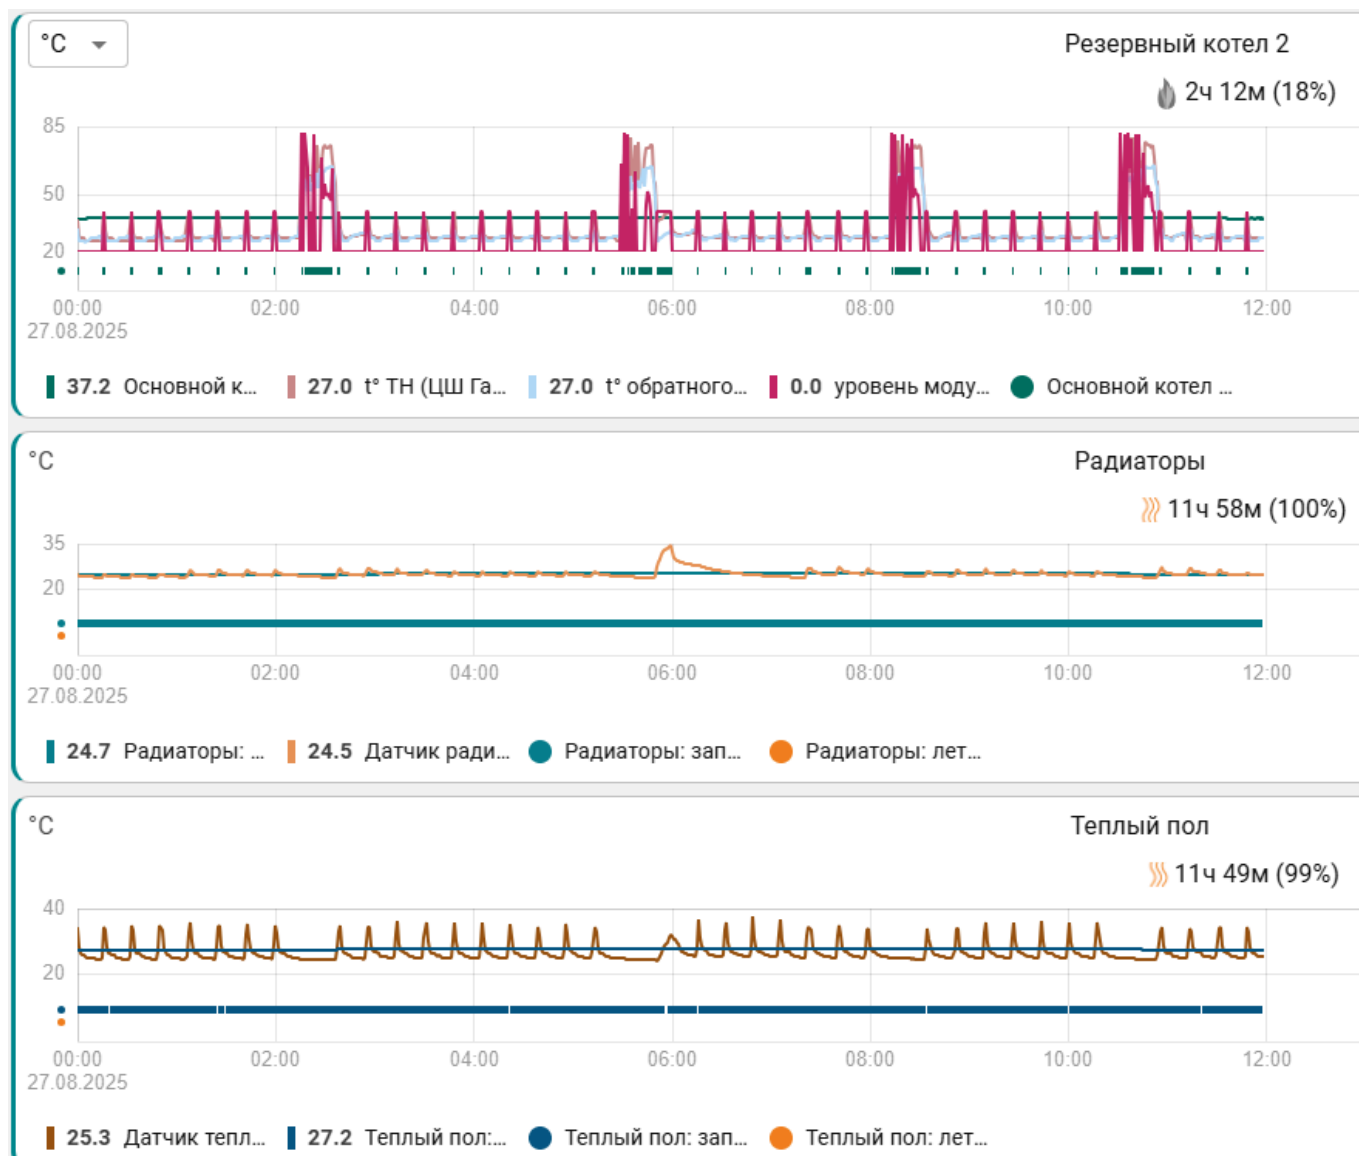 °C
Резервный котел 2
2ч 12м (18%)
85
50
20
00:00 02:00 04:00 06:00 08:00 10:00 12:00
27.08.2025
37.2 Основной к... 27.0 t° ТН (ЦШ Га... 27.0 t° обратного... 0.0 уровень моду... Основной котел ...
°C
Радиаторы
11ч 58м (100%)
35
20
00:00 02:00 04:00 06:00 08:00 10:00 12:00
27.08.2025
24.7 Радиаторы: ... 24.5 Датчик ради... Радиаторы: зап... Радиаторы: лет...
°C
Теплый пол
11ч 49м (99%)
40
20
00:00 02:00 04:00 06:00 08:00 10:00 12:00
27.08.2025
25.3 Датчик тепл... 27.2 Теплый пол:... Теплый пол: зап... Теплый пол: лет...